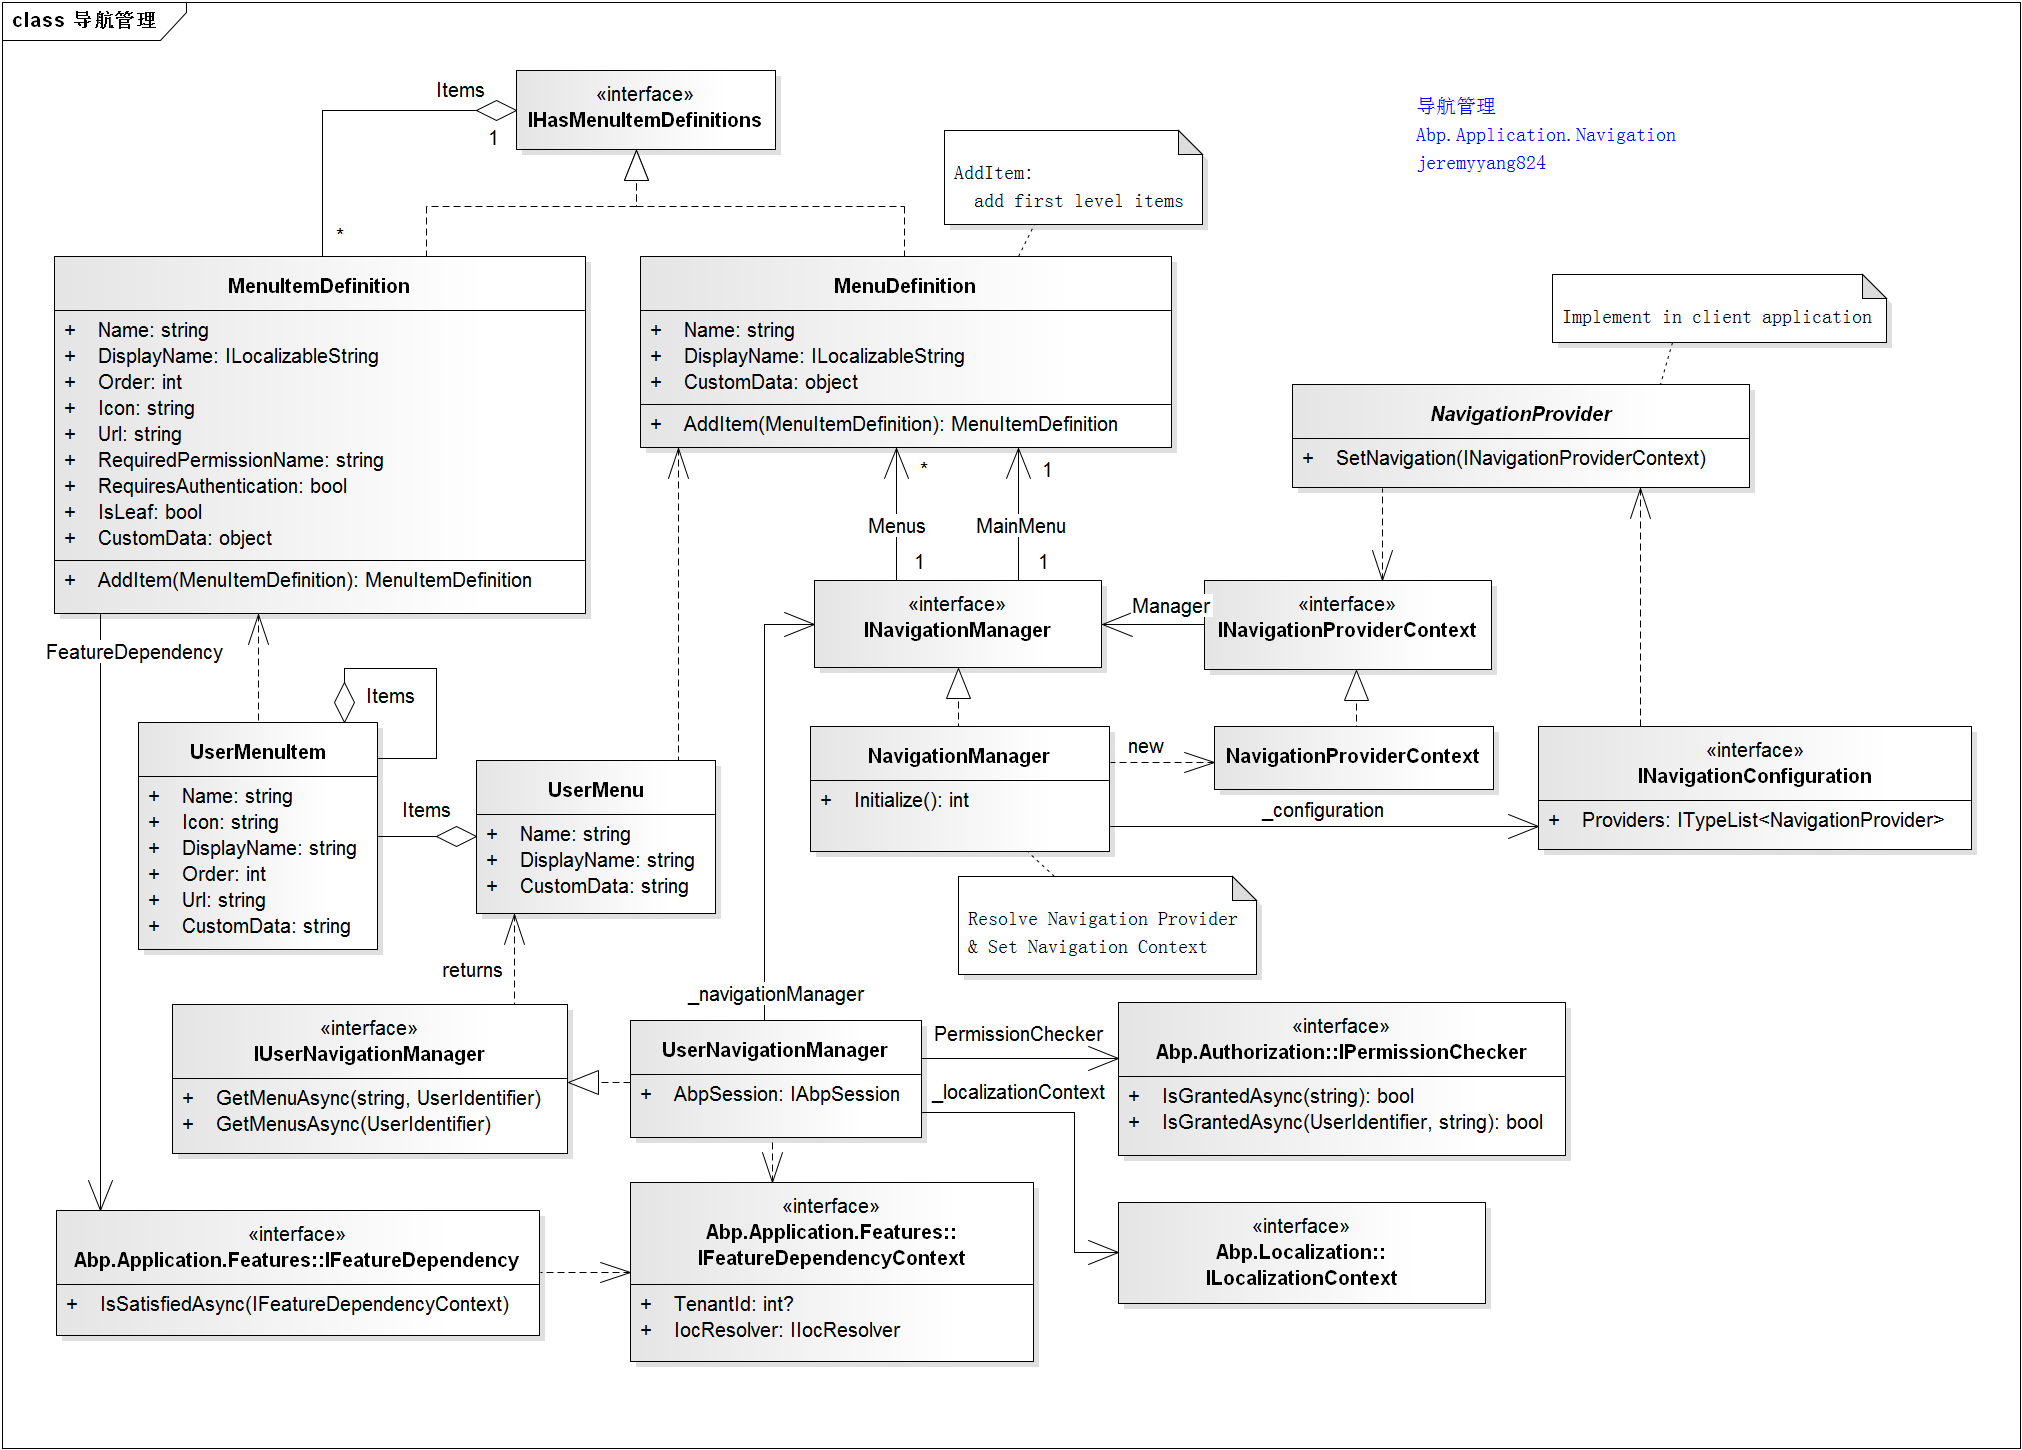 class 导航管理
Items
1
*
«interface»
IHasMenuItemDefinitions
AddItem:
add first level items
导航管理
Abp.Application.Navigation
jeremyyang824
MenuItemDefinition
+ Name: string
+ DisplayName: ILocalizableString
+ Order: int
+ Icon: string
+ Url: string
+ RequiredPermissionName: string
+ RequiresAuthentication: bool
+ IsLeaf: bool
+ CustomData: object
+ AddItem(MenuItemDefinition): MenuItemDefinition
MenuDefinition
+ Name: string
+ DisplayName: ILocalizableString
+ CustomData: object
+ AddItem(MenuItemDefinition): MenuItemDefinition
Implement in client application
NavigationProvider
+ SetNavigation(INavigationProviderContext)
*
Menus
1
1
MainMenu
1
«interface»
INavigationManager
Manager
«interface»
INavigationProviderContext
FeatureDependency
Items
UserMenuItem
+ Name: string
+ Icon: string
+ DisplayName: string
+ Order: int
+ Url: string
+ CustomData: string
Items
UserMenu
+ Name: string
+ DisplayName: string
+ CustomData: string
NavigationManager
+ Initialize(): int
new
NavigationProviderContext
_configuration
«interface»
INavigationConfiguration
+ Providers: ITypeList<NavigationProvider>
Resolve Navigation Provider
& Set Navigation Context
returns
_navigationManager
«interface»
IUserNavigationManager
+ GetMenuAsync(string, UserIdentifier)
+ GetMenusAsync(UserIdentifier)
UserNavigationManager
+ AbpSession: IAbpSession
PermissionChecker
_localizationContext
«interface»
Abp.Authorization::IPermissionChecker
+ IsGrantedAsync(string): bool
+ IsGrantedAsync(UserIdentifier, string): bool
«interface»
Abp.Application.Features::IFeatureDependency
+ IsSatisfiedAsync(IFeatureDependencyContext)
«interface»
Abp.Application.Features::
IFeatureDependencyContext
+ TenantId: int?
+ IocResolver: IIocResolver
«interface»
Abp.Localization::
ILocalizationContext